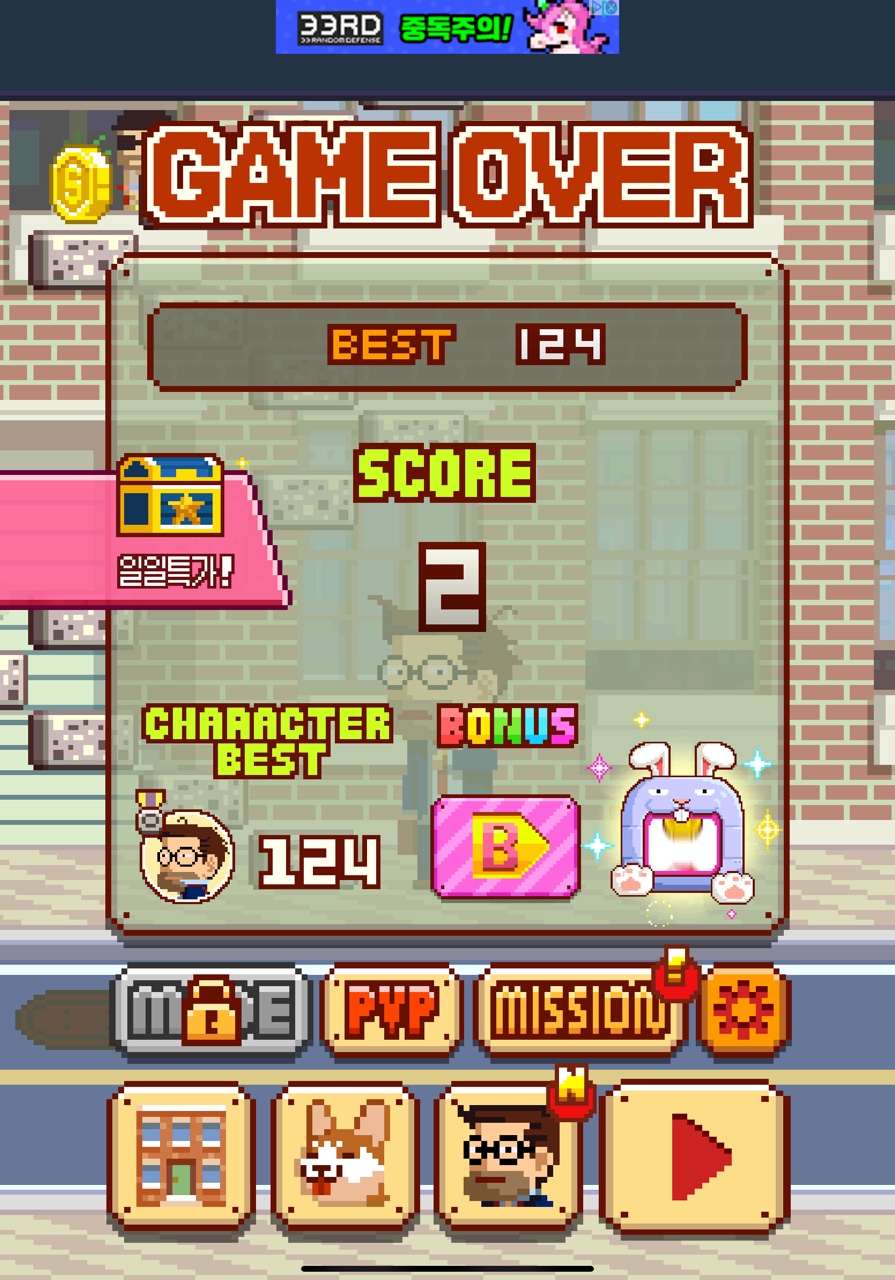 33RD 중독주의!
RANDOM DEFENSE
GAME OVER
BEST 124
SCORE
일일특가!
2
CHARACTER BEST
BONUS
124
B
PVP
MISSION
N